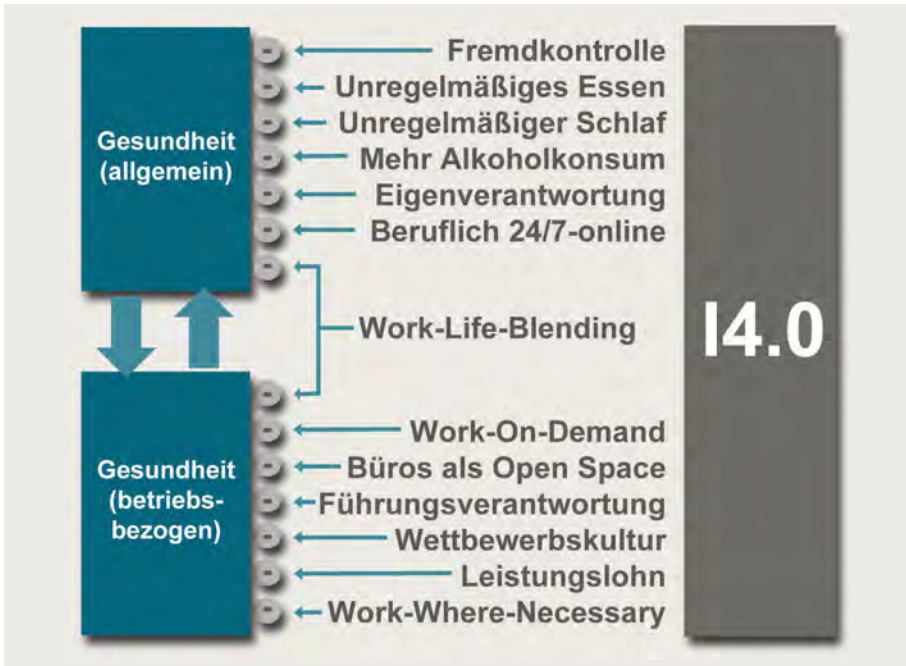 Gesundheit
(allgemein)
- Fremdkontrolle
- Unregelmäßiges Essen
- Unregelmäßiger Schlaf
- Mehr Alkoholkonsum
- Eigenverantwortung
- Beruflich 24/7-online
-
Work-Life-Blending
I4.0
Gesundheit
(betriebs-
bezogen)
-
- Work-On-Demand
- Büros als Open Space
- Führungsverantwortung
- Wettbewerbskultur
- Leistungslohn
- Work-Where-Necessary